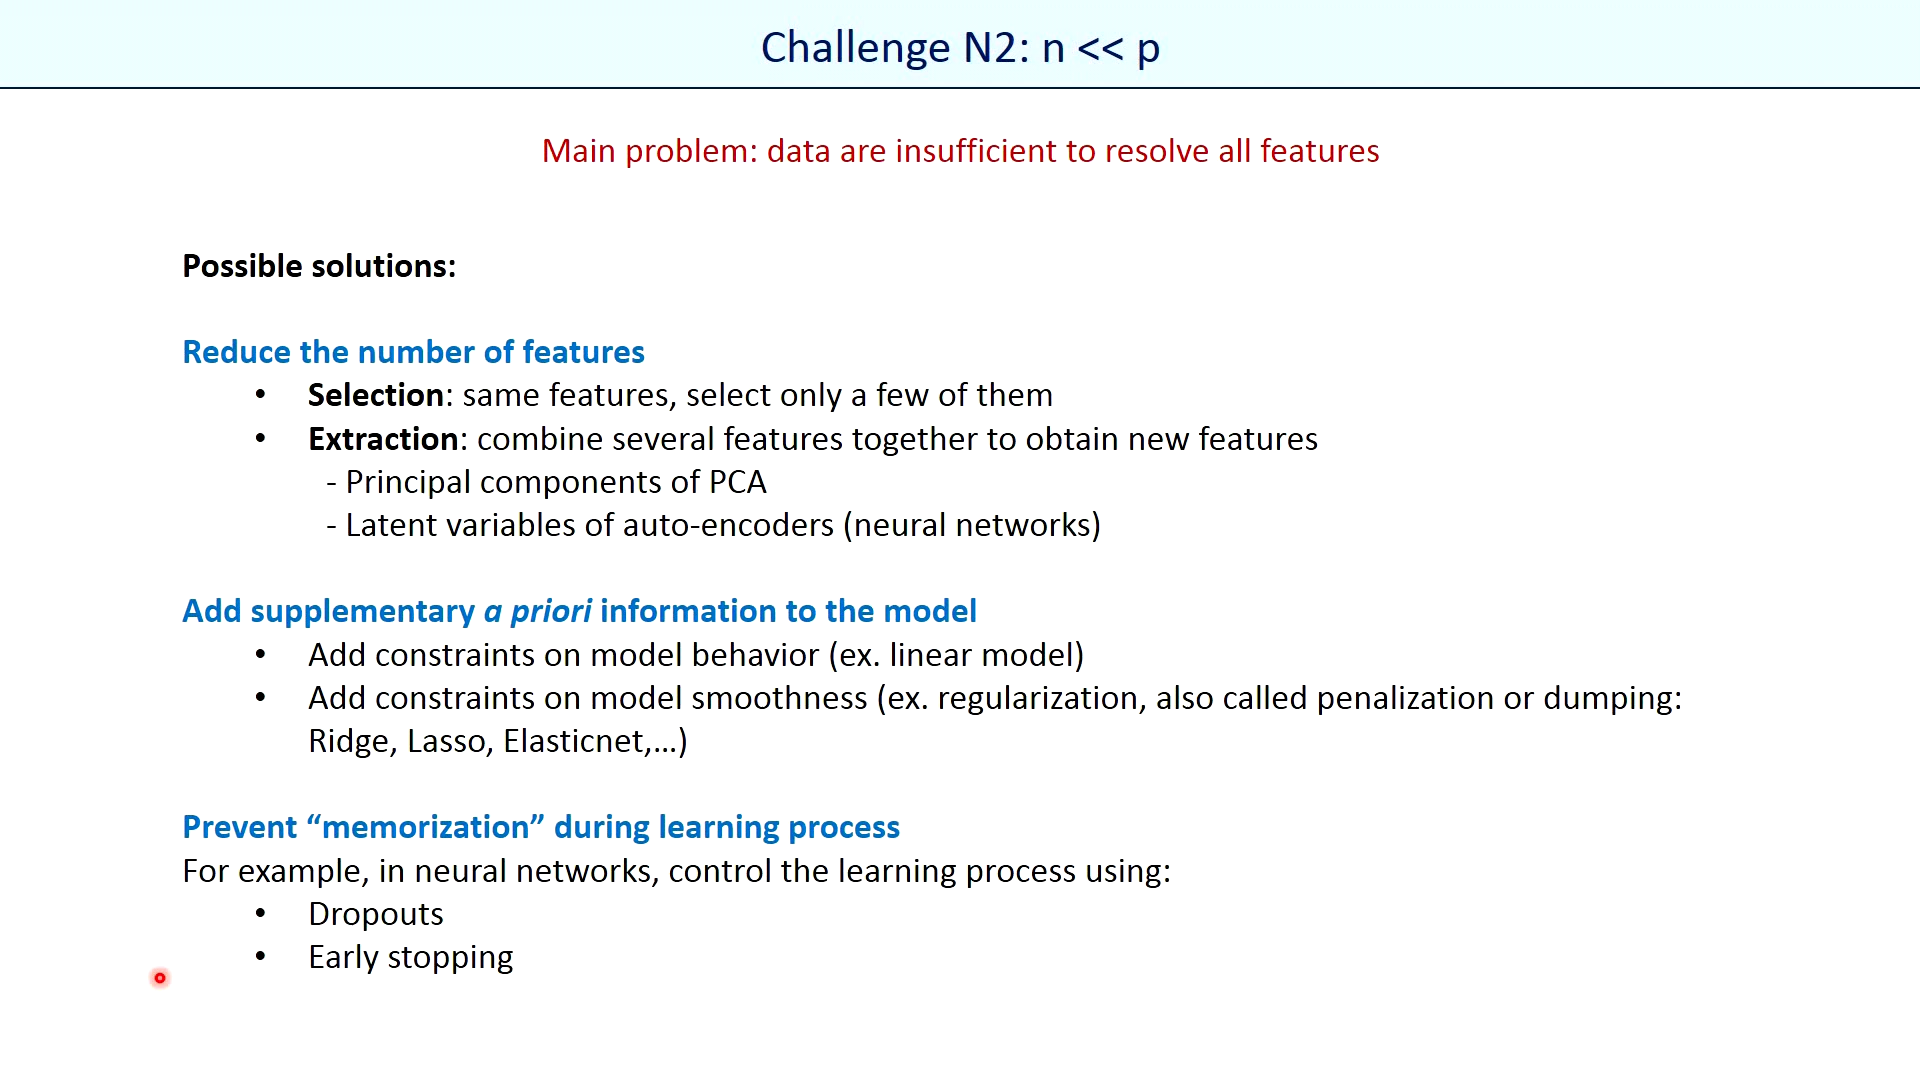 Challenge N2: n << p
Main problem: data are insufficient to resolve all features
Possible solutions:
Reduce the number of features
• Selection: same features, select only a few of them
• Extraction: combine several features together to obtain new features
- Principal components of PCA
- Latent variables of auto-encoders (neural networks)
Add supplementary a priori information to the model
• Add constraints on model behavior (ex. linear model)
• Add constraints on model smoothness (ex. regularization, also called penalization or dumping:
Ridge, Lasso, Elasticnet,...)
Prevent “memorization” during learning process
For example, in neural networks, control the learning process using:
• Dropouts
• Early stopping